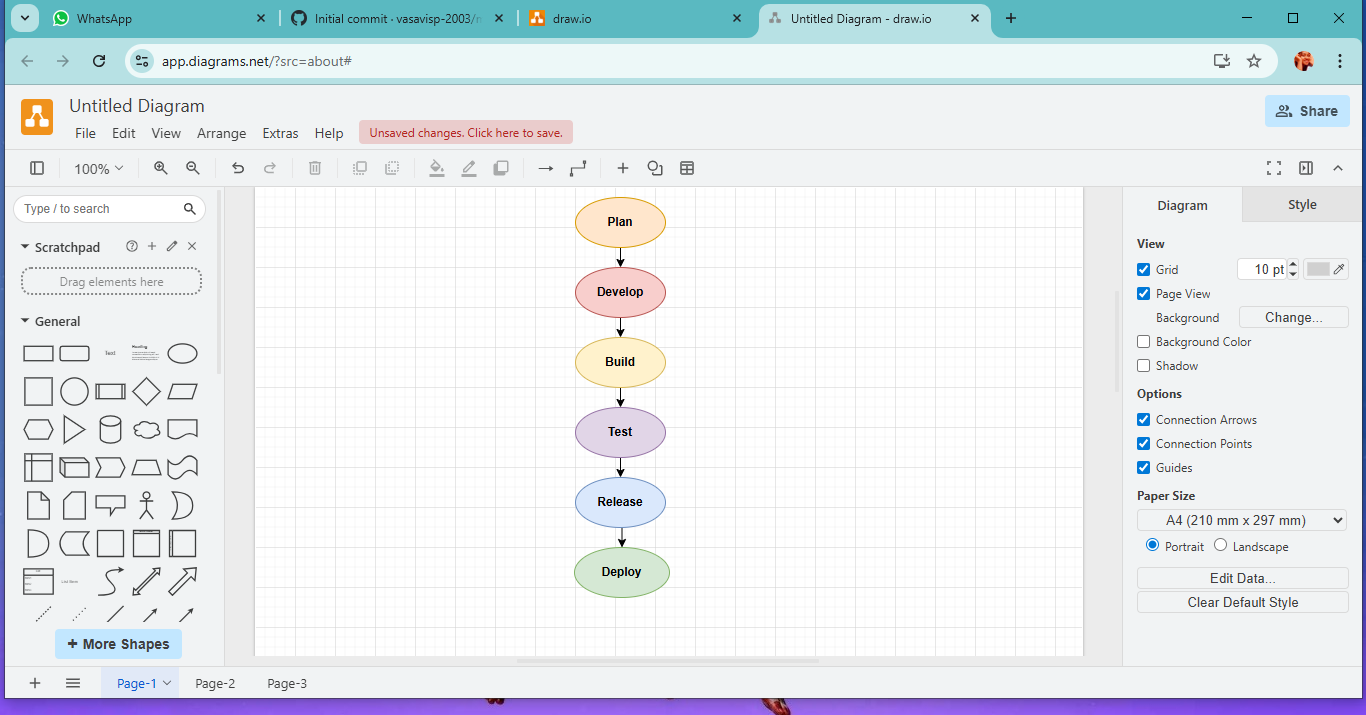 WhatsApp
Initial commit · vasavisp-2003/
draw.io
Untitled Diagram - draw.io
app.diagrams.net/?src=about#
Untitled Diagram
File Edit View Arrange Extras Help
Unsaved changes. Click here to save.
Share
100%
Type / to search
Scratchpad
Drag elements here
General
Text
Heading
List Item
+ More Shapes
Plan
Develop
Build
Test
Release
Deploy
Diagram
Style
View
Grid
10 pt
Page View
Background
Change...
Background Color
Shadow
Options
Connection Arrows
Connection Points
Guides
Paper Size
A4 (210 mm x 297 mm)
Portrait
Landscape
Edit Data...
Clear Default Style
Page-1
Page-2
Page-3